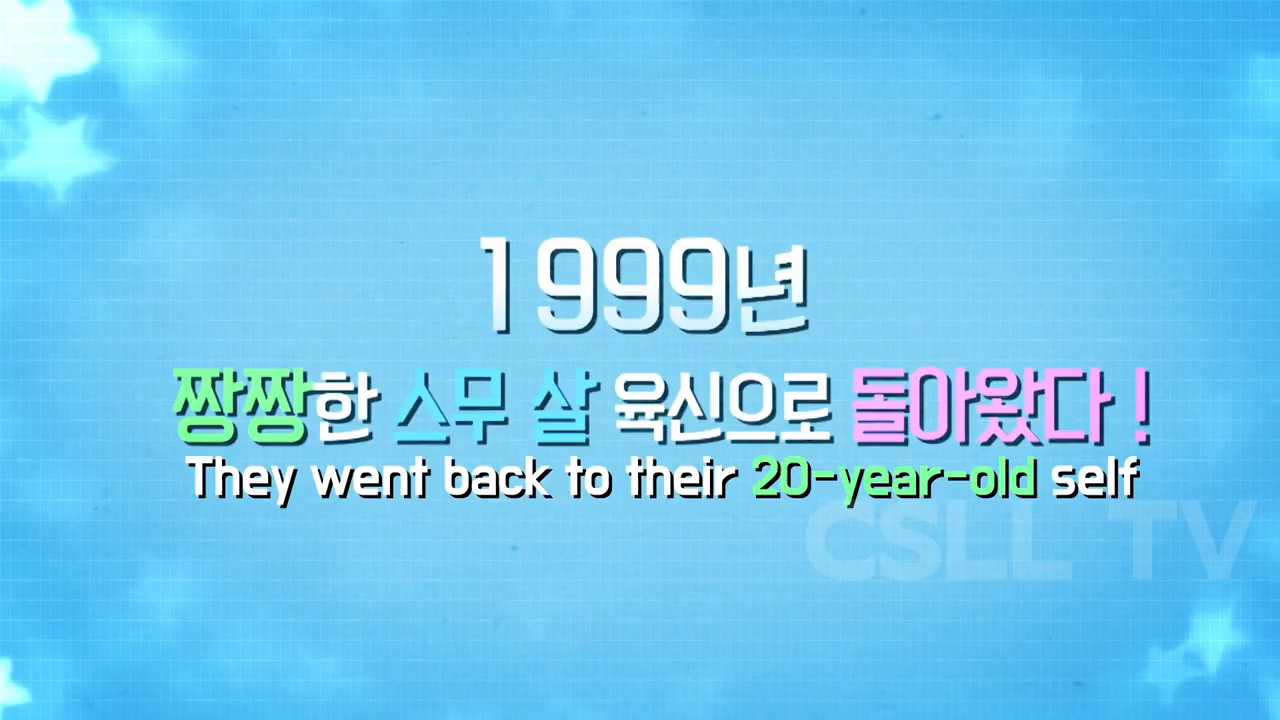 1999년
짱짱한 스무 살 육신으로 돌아왔다!
They went back to their 20-year-old self
CSLL TV